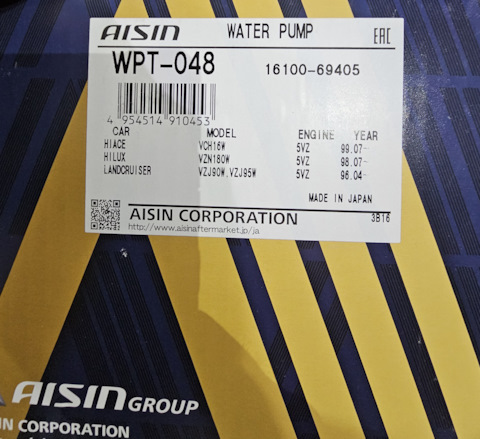 AISIN WATER PUMP EAC
WPT-048 16100-69405
4 954514 910453
CAR MODEL ENGINE YEAR
HIACE VCH16W 5VZ 99.07-
HILUX VZN180W 5VZ 98.07-
LANDCRUISER VZJ90W,VZJ95W 5VZ 96.04-
MADE IN JAPAN
AISIN CORPORATION 3B16
http://www.aisinaftermarket.jp/ja
AISIN GROUP
SIN CORPORATION